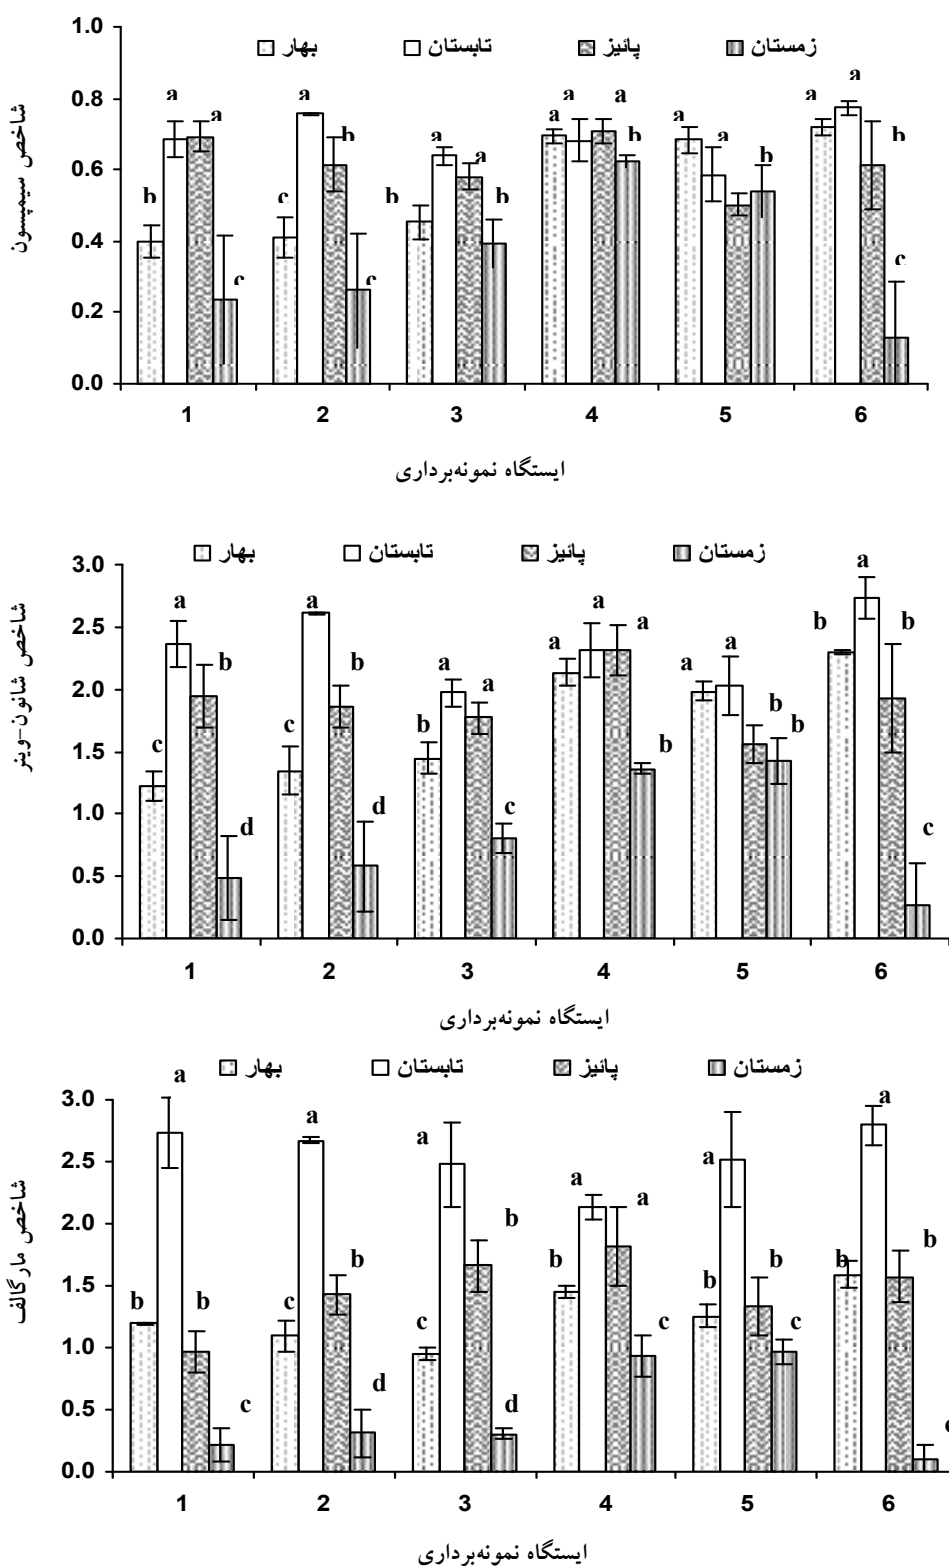 1.0
بهار تابستان پائیز زمستان
0.8
0.6
0.4
0.2
0.0
شاخص سیمپسون
b a a c
c a b c
b a a b
a a a b
a a b b
a a b c
1 2 3 4 5 6
ایستگاه نمونه‌برداری
بهار تابستان پائیز زمستان
3.0
2.5
2.0
1.5
1.0
0.5
0.0
شاخص شانون-وینر
c a b d
c a b d
b a a c
a a a b
a a b b
b a b c
1 2 3 4 5 6
ایستگاه نمونه‌برداری
بهار تابستان پائیز زمستان
3.0
2.5
2.0
1.5
1.0
0.5
0.0
شاخص مارگالف
b a b c
c a b d
c a b d
b a a c
b a b c
b a b c
1 2 3 4 5 6
ایستگاه نمونه‌برداری